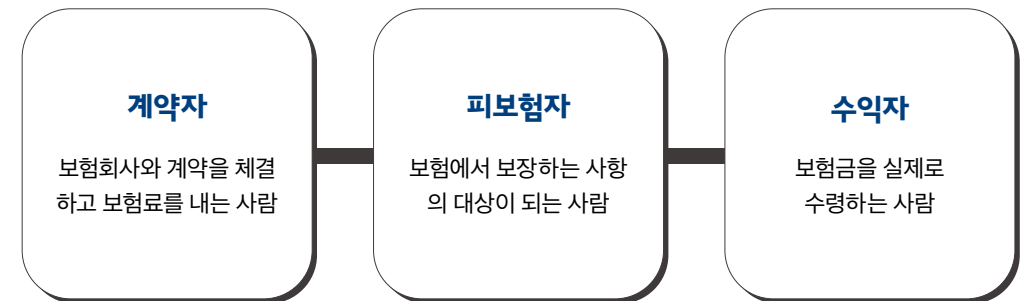 계약자
보험회사와 계약을 체결
하고 보험료를 내는 사람
피보험자
보험에서 보장하는 사항
의 대상이 되는 사람
수익자
보험금을 실제로
수령하는 사람